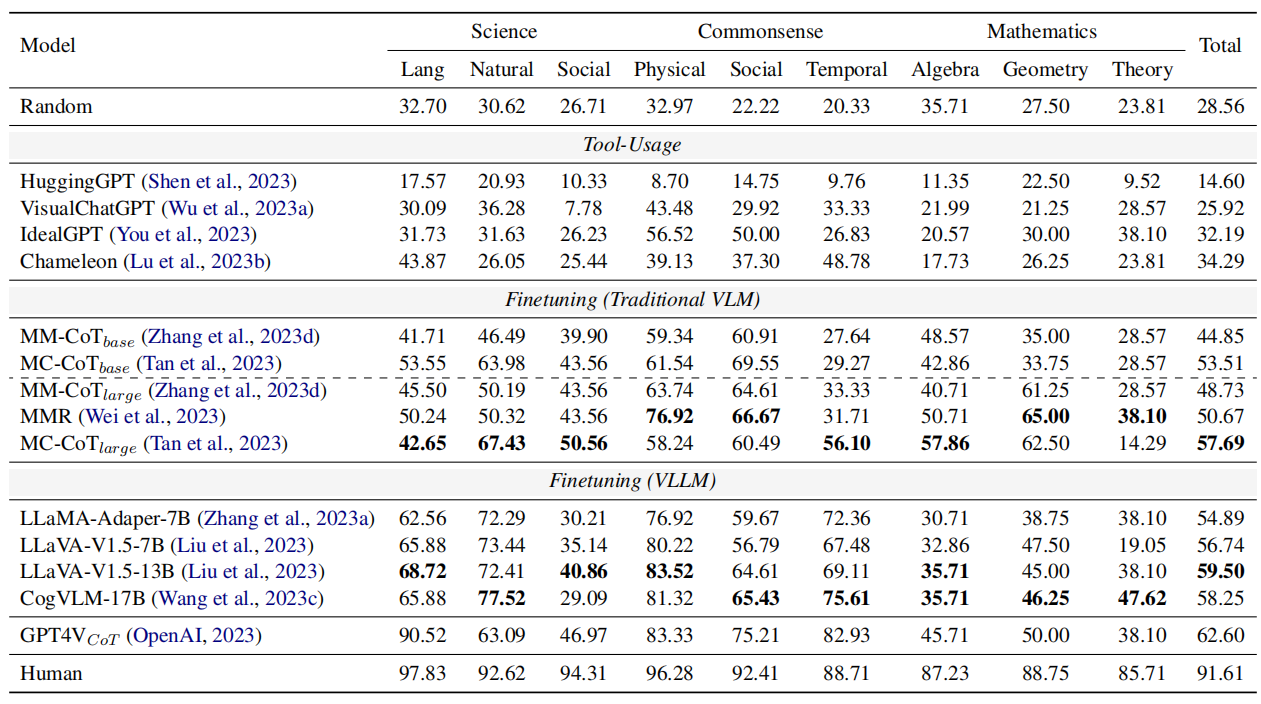 Model Science Commonsense Mathematics Total
Lang Natural Social Physical Social Temporal Algebra Geometry Theory
Random 32.70 30.62 26.71 32.97 22.22 20.33 35.71 27.50 23.81 28.56
Tool-Usage
HuggingGPT (Shen et al., 2023) 17.57 20.93 10.33 8.70 14.75 9.76 11.35 22.50 9.52 14.60
VisualChatGPT (Wu et al., 2023a) 30.09 36.28 7.78 43.48 29.92 33.33 21.99 21.25 28.57 25.92
IdealGPT (You et al., 2023) 31.73 31.63 26.23 56.52 50.00 26.83 20.57 30.00 38.10 32.19
Chameleon (Lu et al., 2023b) 43.87 26.05 25.44 39.13 37.30 48.78 17.73 26.25 23.81 34.29
Finetuning (Traditional VLM)
MM-CoTbase (Zhang et al., 2023d) 41.71 46.49 39.90 59.34 60.91 27.64 48.57 35.00 28.57 44.85
MC-CoTbase (Tan et al., 2023) 53.55 63.98 43.56 61.54 69.55 29.27 42.86 33.75 28.57 53.51
MM-CoTlarge (Zhang et al., 2023d) 45.50 50.19 43.56 63.74 64.61 33.33 40.71 61.25 28.57 48.73
MMR (Wei et al., 2023) 50.24 50.32 43.56 76.92 66.67 31.71 50.71 65.00 38.10 50.67
MC-CoTlarge (Tan et al., 2023) 42.65 67.43 50.56 58.24 60.49 56.10 57.86 62.50 14.29 57.69
Finetuning (VLLM)
LLaMA-Adaper-7B (Zhang et al., 2023a) 62.56 72.29 30.21 76.92 59.67 72.36 30.71 38.75 38.10 54.89
LLaVA-V1.5-7B (Liu et al., 2023) 65.88 73.44 35.14 80.22 56.79 67.48 32.86 47.50 19.05 56.74
LLaVA-V1.5-13B (Liu et al., 2023) 68.72 72.41 40.86 83.52 64.61 69.11 35.71 45.00 38.10 59.50
CogVLM-17B (Wang et al., 2023c) 65.88 77.52 29.09 81.32 65.43 75.61 35.71 46.25 47.62 58.25
GPT4VCoT (OpenAI, 2023) 90.52 63.09 46.97 83.33 75.21 82.93 45.71 50.00 38.10 62.60
Human 97.83 92.62 94.31 96.28 92.41 88.71 87.23 88.75 85.71 91.61